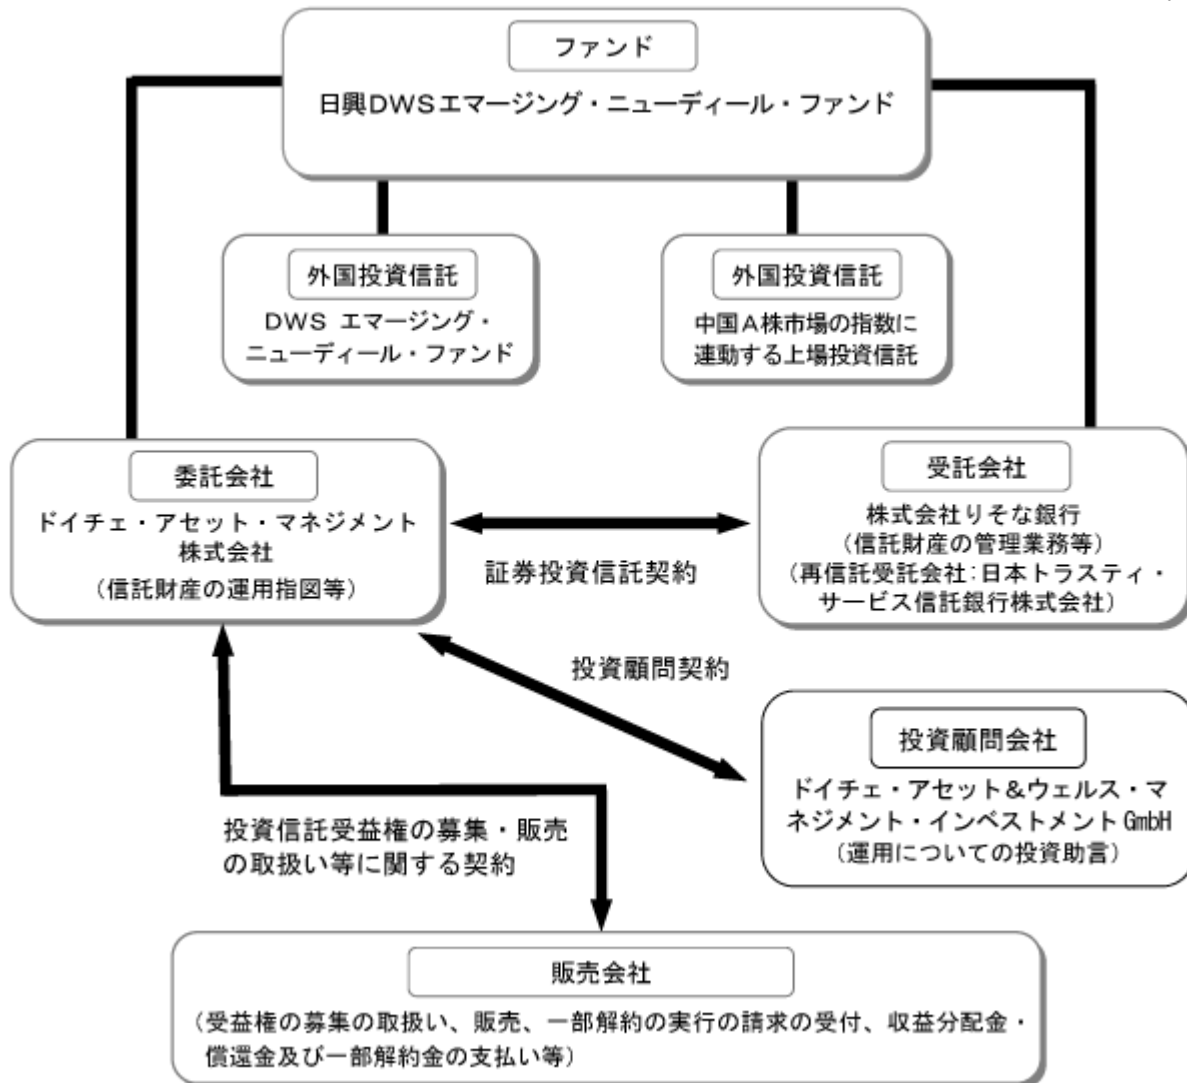 ファンド
日興DWSエマージング・ニューディール・ファンド
外国投資信託
DWS エマージング・
ニューディール・ファンド
外国投資信託
中国A株市場の指数に
連動する上場投資信託
委託会社
ドイチェ・アセット・マネジメント
株式会社
(信託財産の運用指図等)
証券投資信託契約
受託会社
株式会社りそな銀行
(信託財産の管理業務等)
(再信託受託会社:日本トラスティ・
サービス信託銀行株式会社)
投資顧問契約
投資顧問会社
ドイチェ・アセット&ウェルス・マ
ネジメント・インベストメントGmbH
(運用についての投資助言)
投資信託受益権の募集・販売
の取扱い等に関する契約
販売会社
(受益権の募集の取扱い、販売、一部解約の実行の請求の受付、収益分配金・
償還金及び一部解約金の支払い等)